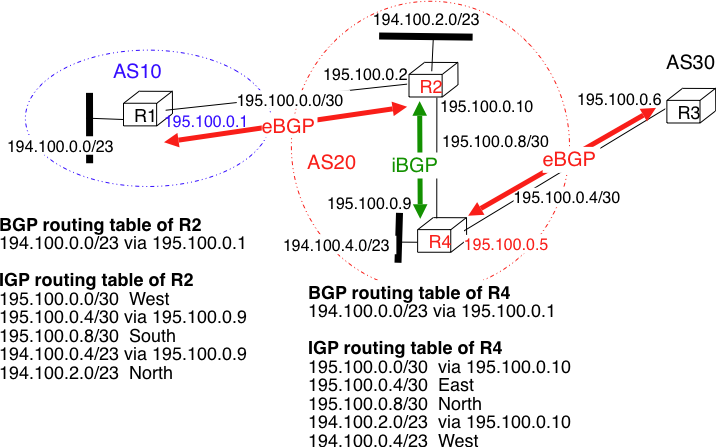 194.100.2.0/23
AS10
AS30
195.100.0.2
R2
195.100.0.0/30
195.100.0.10
195.100.0.6
R1
195.100.0.1
eBGP
R3
194.100.0.0/23
195.100.0.8/30
AS20
iBGP
eBGP
195.100.0.4/30
195.100.0.9
194.100.4.0/23
R4
195.100.0.5
BGP routing table of R2
194.100.0.0/23 via 195.100.0.1
IGP routing table of R2
195.100.0.0/30 West
195.100.0.4/30 via 195.100.0.9
195.100.0.8/30 South
194.100.0.4/23 via 195.100.0.9
194.100.2.0/23 North
BGP routing table of R4
194.100.0.0/23 via 195.100.0.1
IGP routing table of R4
195.100.0.0/30 via 195.100.0.10
195.100.0.4/30 East
195.100.0.8/30 North
194.100.2.0/23 via 195.100.0.10
194.100.0.4/23 West